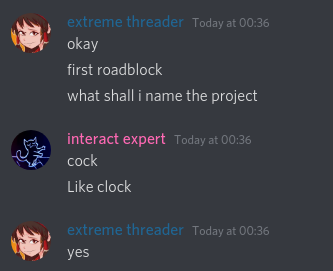 extreme threader Today at 00:36
okay
first roadblock
what shall i name the project
interact expert Today at 00:36
cock
Like clock
extreme threader Today at 00:36
yes